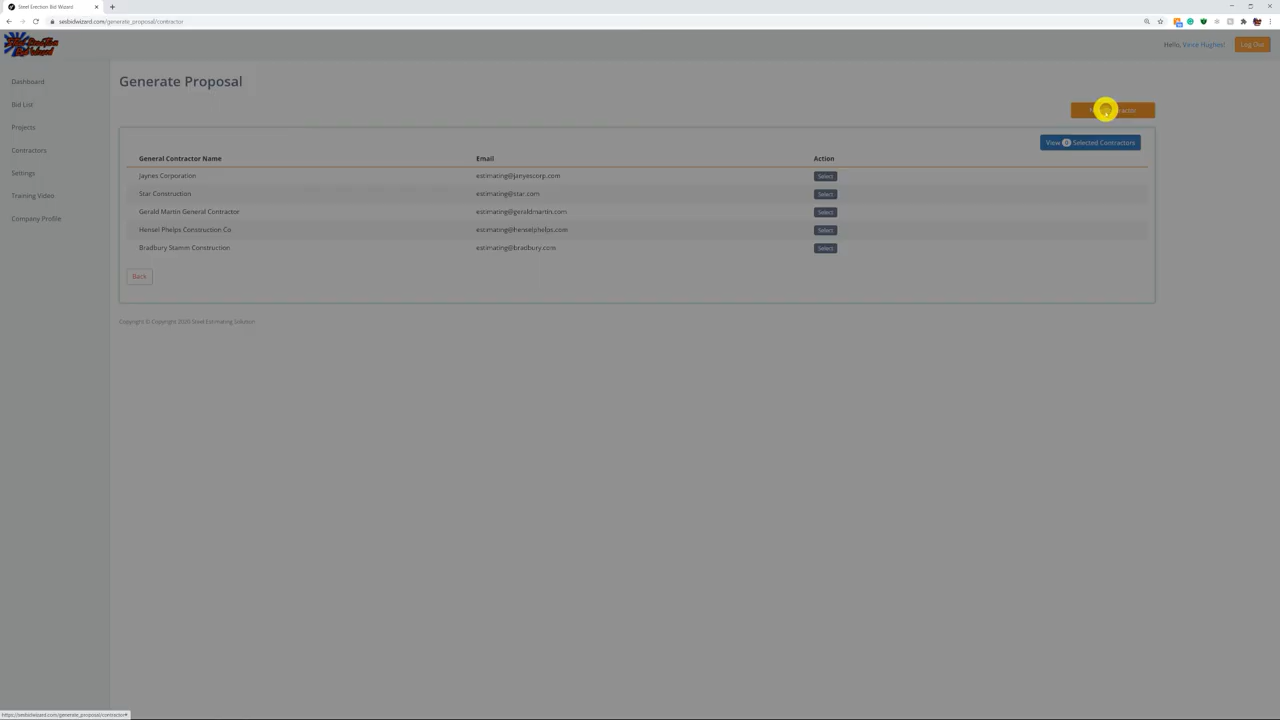 Steel Erection Bid Wizard
sesbidwizard.com/generate_proposal/contractor
Hello, Vance Hughes!
Log Out
Dashboard
Bid List
Projects
Contractors
Settings
Training Video
Company Profile
Generate Proposal
View 0 Selected Contractors
General Contractor Name Email Action
Jaynes Corporation estimating@janyescorp.com Select
Star Construction estimating@star.com Select
Gerald Martin General Contractor estimating@geraldmartin.com Select
Hensel Phelps Construction Co estimating@henselphelps.com Select
Bradbury Stamm Construction estimating@bradbury.com Select
Back
Copyright © Copyright 2020 Steel Estimating Solution
https://sesbidwizard.com/generate_proposal/contractor#